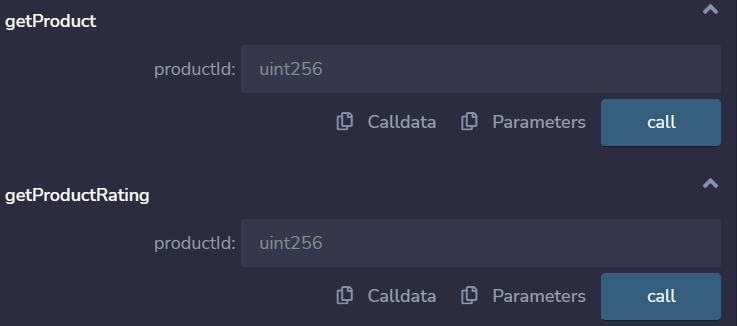 getProduct
productId: uint256
Calldata Parameters call
getProductRating
productId: uint256
Calldata Parameters call